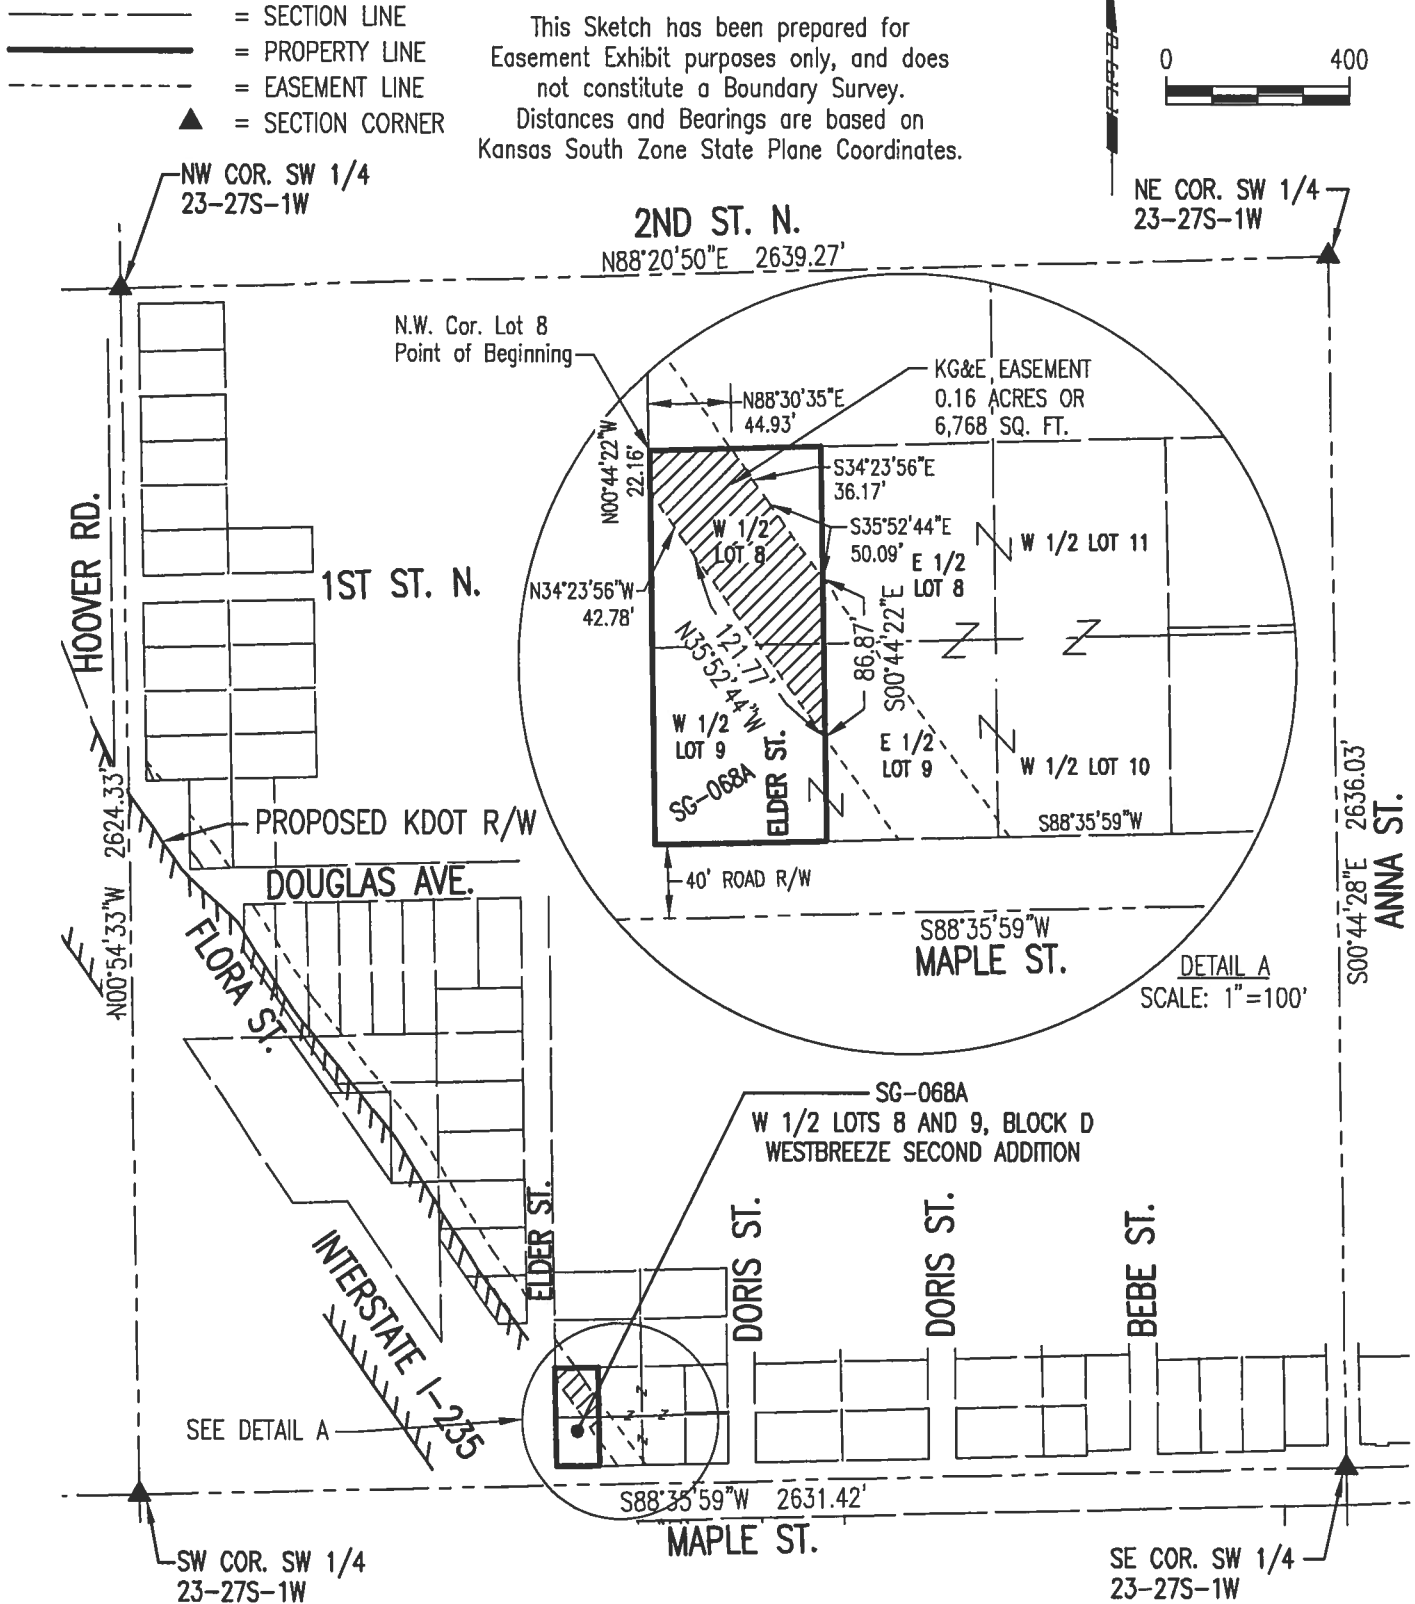 = SECTION LINE
= PROPERTY LINE
= EASEMENT LINE
= SECTION CORNER
This Sketch has been prepared for
Easement Exhibit purposes only, and does
not constitute a Boundary Survey.
Distances and Bearings are based on
Kansas South Zone State Plane Coordinates.
0 400
NW COR. SW 1/4
23-27S-1W
NE COR. SW 1/4
23-27S-1W
2ND ST. N.
N88°20'50"E 2639.27'
N.W. Cor. Lot 8
Point of Beginning
KG&E EASEMENT
0.16 ACRES OR
6,768 SQ. FT.
N88°30'35"E
44.93'
N00°44'22"W
22.16'
S34°23'56"E
36.17'
S35°52'44"E
50.09'
W 1/2
LOT 8
E 1/2
LOT 8
W 1/2 LOT 11
N34°23'56"W
42.78'
121.77'
N35°52'44"W
86.87'
S00°44'22"E
W 1/2
LOT 9
SG-068A
ELDER ST.
E 1/2
LOT 9
W 1/2 LOT 10
S88°35'59"W
40' ROAD R/W
S88°35'59"W
MAPLE ST.
DETAIL A
SCALE: 1"=100'
HOOVER RD.
1ST ST. N.
N00°54'33"W 2624.33'
PROPOSED KDOT R/W
DOUGLAS AVE.
FLORA ST.
S00°44'28"E 2636.03'
ANNA ST.
SG-068A
W 1/2 LOTS 8 AND 9, BLOCK D
WESTBREEZE SECOND ADDITION
ELDER ST.
DORIS ST.
DORIS ST.
BEBE ST.
INTERSTATE I-235
SEE DETAIL A
S88°35'59"W 2631.42'
MAPLE ST.
SW COR. SW 1/4
23-27S-1W
SE COR. SW 1/4
23-27S-1W